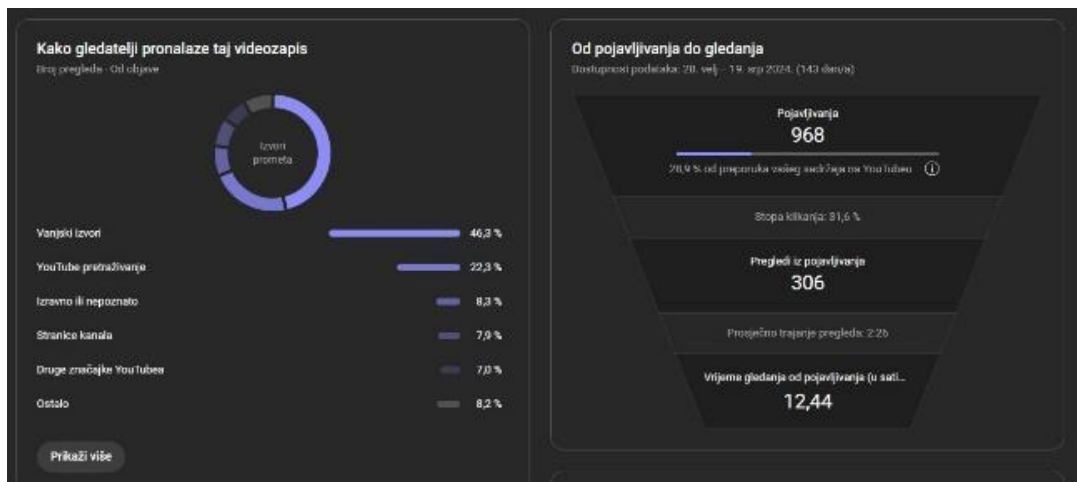 Kako gledatelji pronalaze taj videozapis
Broj pregleda · Od objave
Izvori
prometa
Vanjski izvori 46,3 %
YouTube pretraživanje 22,3 %
Izravno ili nepoznato 8,3 %
Stranice kanala 7,9 %
Druge značajke YouTubea 7,0 %
Ostalo 8,2 %
Prikaži više
Od pojavljivanja do gledanja
Dostupnost podataka: 28. velj – 19. srp 2024. (143 dan/a)
Pojavljivanja
968
28,9 % od preporuka vašeg sadržaja na YouTubeu
Stopa klikanja: 31,6 %
Pregledi iz pojavljivanja
306
Prosječno trajanje pregleda: 2:26
Vrijeme gledanja od pojavljivanja (u sati...
12,44